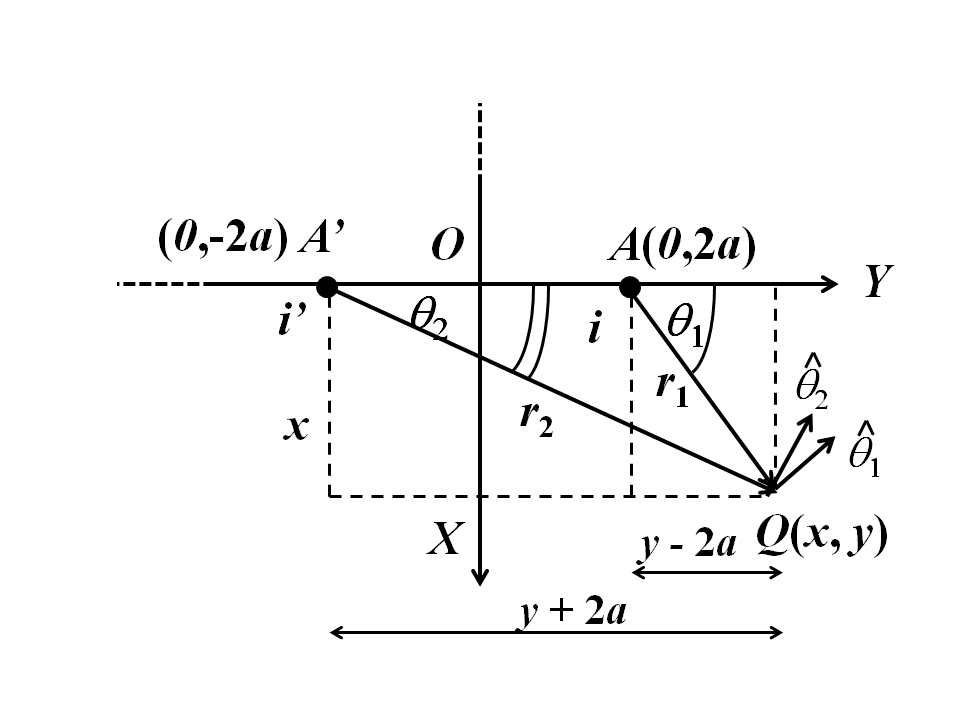 (0,-2a) A’
O
A(0,2a)
Y
i’
θ2
i
θ1
r1
θ̂2
x
r2
θ̂1
X
y - 2a
Q(x, y)
y + 2a